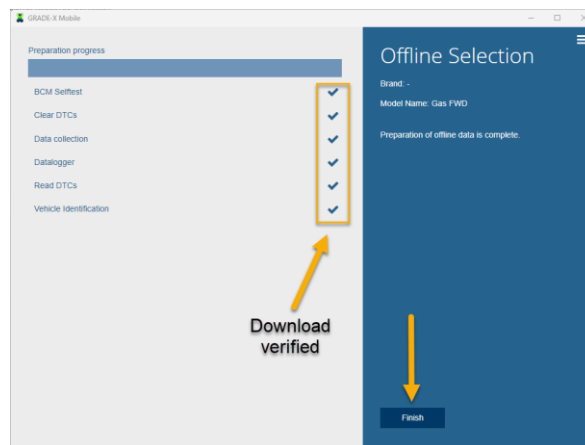 GRADE-X Mobile
Preparation progress
BCM Selftest
Clear DTCs
Data collection
Datalogger
Read DTCs
Vehicle Identification
Download
verified
Offline Selection
Brand: -
Model Name: Gas FWD
Preparation of offline data is complete.
Finish